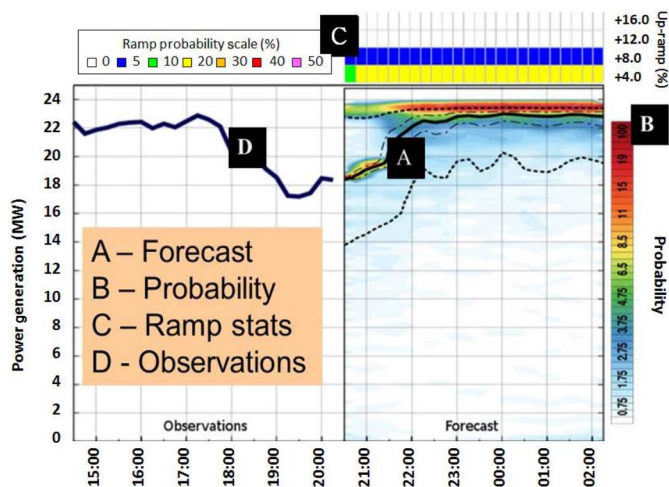 C
Ramp probability scale (%)
0 5 10 20 30 40 50
+16.0
+12.0
+8.0
+4.0
Up-ramp (%)
24
22
20
18
16
14
12
10
8
6
4
2
0
Power generation (MW)
D
A
B
A – Forecast
B – Probability
C – Ramp stats
D - Observations
Observations
Forecast
15:00
16:00
17:00
18:00
19:00
20:00
21:00
22:00
23:00
00:00
01:00
02:00
100
19
15
11
8.5
6.5
4.75
3.75
2.75
1.75
0.75
Probability